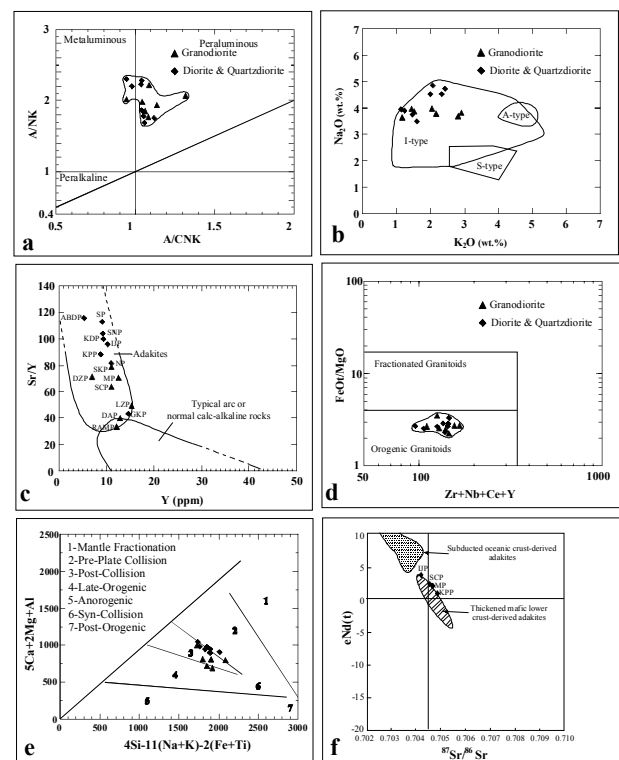 3
Metaluminous
Peraluminous
▲ Granodiorite
◆ Diorite & Quartzdiorite
A/NK
2
1
Peralkaline
0.4
0.5
1
1.5
2
A/CNK
a
7
6
5
4
3
2
1
0
Na2O (wt.%)
A-type
I-type
S-type
0 1 2 3 4 5 6 7
K2O (wt.%)
▲ Granodiorite
◆ Diorite & Quartzdiorite
b
140
120
100
80
60
40
20
0
Sr/Y
ABDP
SP
SNP
KDP
IJP
KPP
Adakites
NP
SKP
DZP
MP
SCP
LZP
GKP
DAP
RAMP
Typical arc or
normal calc-alkaline rocks
0 10 20 30 40 50
Y (ppm)
c
100
10
1
FeOt/MgO
▲ Granodiorite
◆ Diorite & Quartzdiorite
Fractionated Granitoids
Orogenic Granitoids
50 100 1000
Zr+Nb+Ce+Y
d
2500
2000
1500
1000
500
0
5Ca+2Mg+Al
1-Mantle Fractionation
2-Pre-Plate Collision
3-Post-Collision
4-Late-Orogenic
5-Anorogenic
6-Syn-Collision
7-Post-Orogenic
1
2
3
4
6
7
0 500 1000 1500 2000 2500 3000
4Si-11(Na+K)-2(Fe+Ti)
e
10
5
0
-5
-10
-15
-20
eNd(t)
Subducted oceanic crust-derived
adakites
IJP
SCP
MP
KPP
Thickened mafic lower
crust-derived adakites
0.702 0.703 0.704 0.705 0.706 0.707 0.708 0.709 0.710
87Sr/86 Sr
f